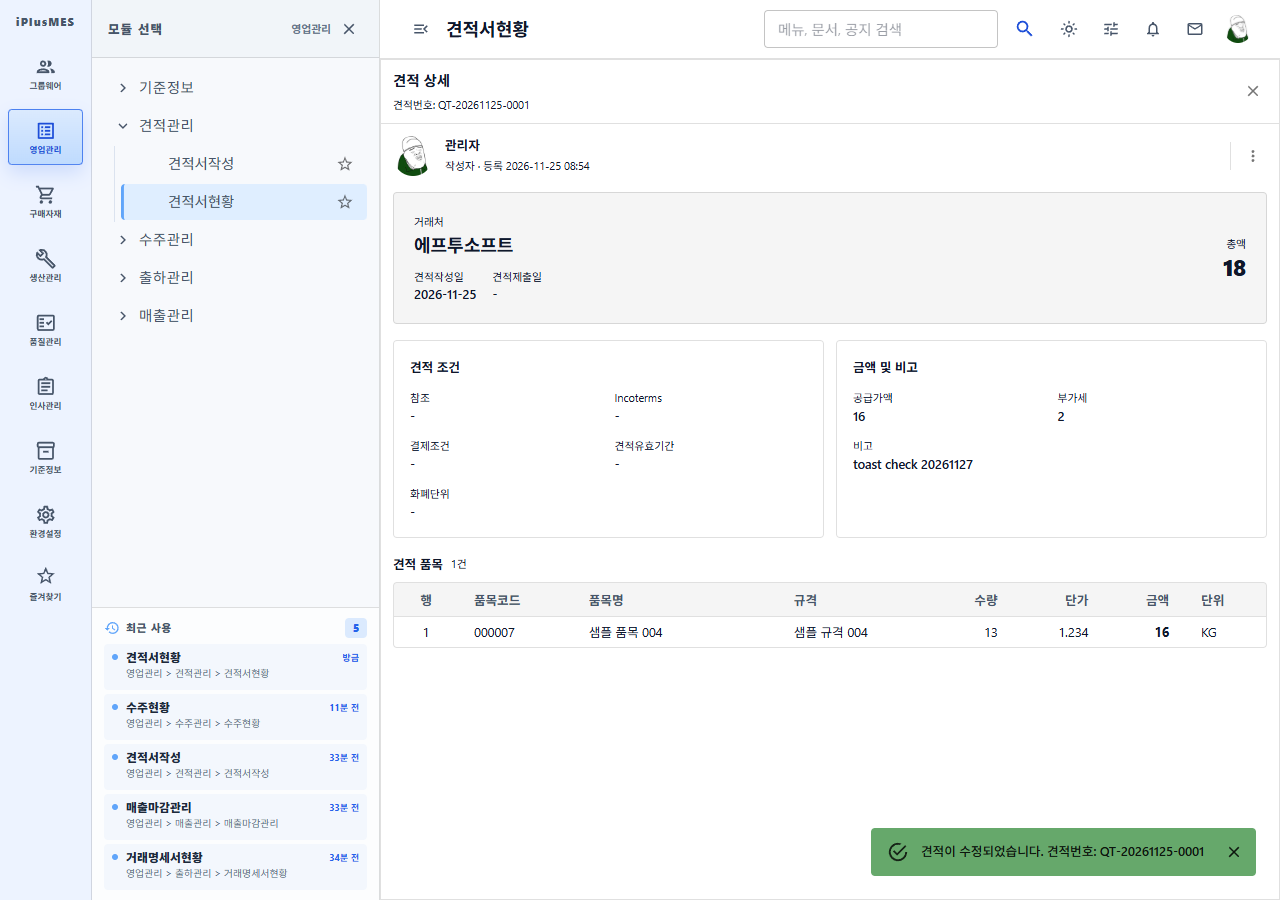 iPlusMES
그룹웨어
영업관리
구매자재
생산관리
품질관리
인사관리
기준정보
환경설정
즐겨찾기
모듈 선택
영업관리
기준정보
견적관리
견적서작성
견적서현황
수주관리
출하관리
매출관리
최근 사용
5
견적서현황
방금
영업관리 > 견적관리 > 견적서현황
수주현황
11분 전
영업관리 > 수주관리 > 수주현황
견적서작성
33분 전
영업관리 > 견적관리 > 견적서작성
매출마감관리
33분 전
영업관리 > 매출관리 > 매출마감관리
거래명세서현황
34분 전
영업관리 > 출하관리 > 거래명세서현황
견적서현황
메뉴, 문서, 공지 검색
견적 상세
견적번호: QT-20261125-0001
관리자
작성자 · 등록 2026-11-25 08:54
거래처
에프투소프트
견적작성일 견적제출일
2026-11-25 -
총액
18
견적 조건
참조 Incoterms
- -
결제조건 견적유효기간
- -
화폐단위
-
금액 및 비고
공급가액 부가세
16 2
비고
toast check 20261127
견적 품목 1건
행 품목코드 품목명 규격 수량 단가 금액 단위
1 000007 샘플 품목 004 샘플 규격 004 13 1.234 16 KG
견적이 수정되었습니다. 견적번호: QT-20261125-0001